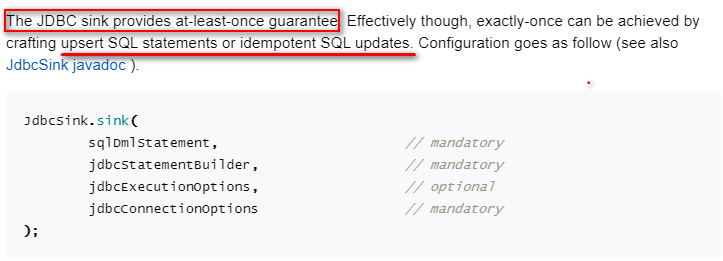 The JDBC sink provides at-least-once guarantee. Effectively though, exactly-once can be achieved by
crafting upsert SQL statements or idempotent SQL updates. Configuration goes as follow (see also
JdbcSink javadoc ).
JdbcSink.sink(
        sqlDmlStatement,                       // mandatory
        jdbcStatementBuilder,                  // mandatory
        jdbcExecutionOptions,                  // optional
        jdbcConnectionOptions                  // mandatory
);